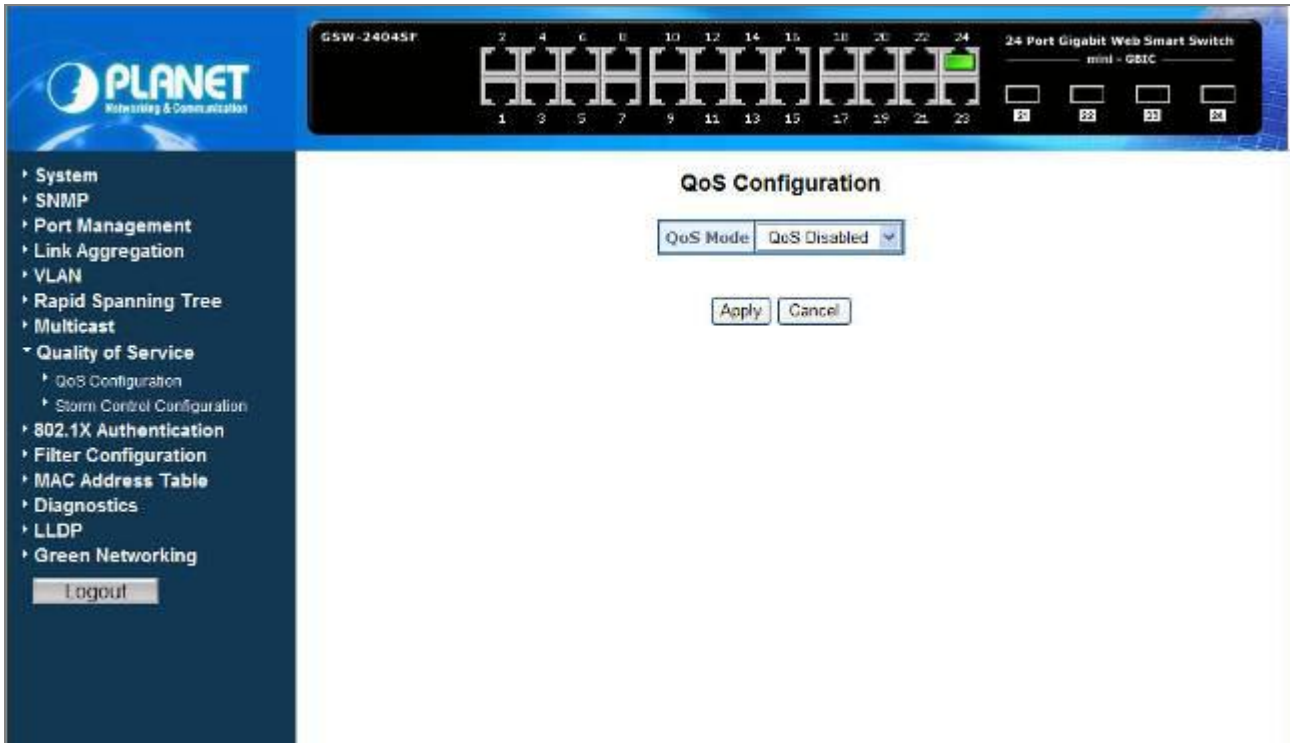 PLANET
Networking & Communication
GSW-2404SF
2 4 6 8 10 12 14 16 18 20 22 24
1 3 5 7 9 11 13 15 17 19 21 23
24 Port Gigabit Web Smart Switch
mini - GBIC
21 22 23 24
System
SNMP
Port Management
Link Aggregation
VLAN
Rapid Spanning Tree
Multicast
Quality of Service
QoS Configuration
Storm Control Configuration
802.1X Authentication
Filter Configuration
MAC Address Table
Diagnostics
LLDP
Green Networking
Logout
QoS Configuration
QoS Mode QoS Disabled
Apply Cancel